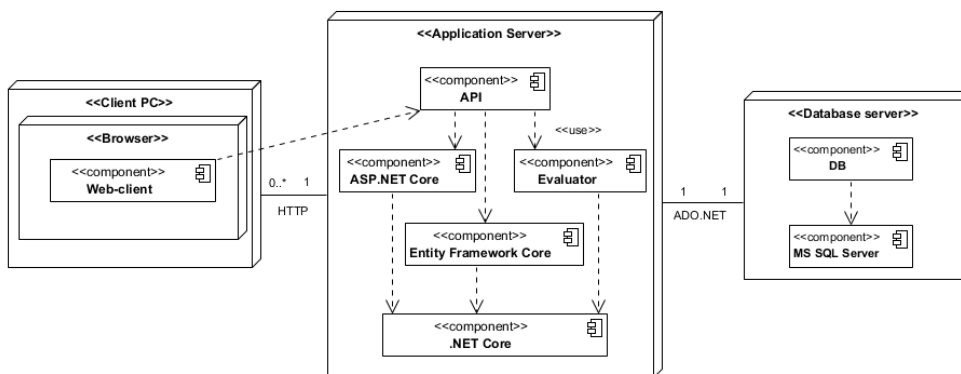 <<Application Server>>
<<component>>
API
<<Client PC>>
<<Browser>>
<<component>>
Web-client
<<use>>
<<component>>
ASP.NET Core
<<component>>
Evaluator
0..* 1
HTTP
<<component>>
Entity Framework Core
<<component>>
.NET Core
1 1
ADO.NET
<<Database server>>
<<component>>
DB
<<component>>
MS SQL Server